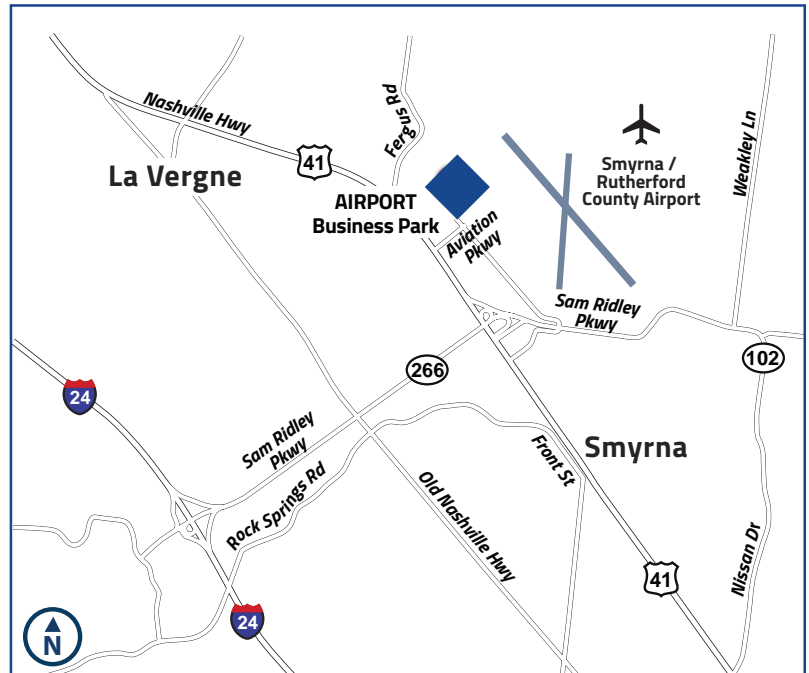 Nashville Hwy
41
Fergus Rd
Weakley Ln
La Vergne
Smyrna /
Rutherford
County Airport
AIRPORT
Business Park
Aviation
Pkwy
Sam Ridley
Pkwy
102
266
24
Sam Ridley
Pkwy
Rock Springs Rd
Old Nashville Hwy
Front St
Smyrna
41
Nissan Dr
24
N